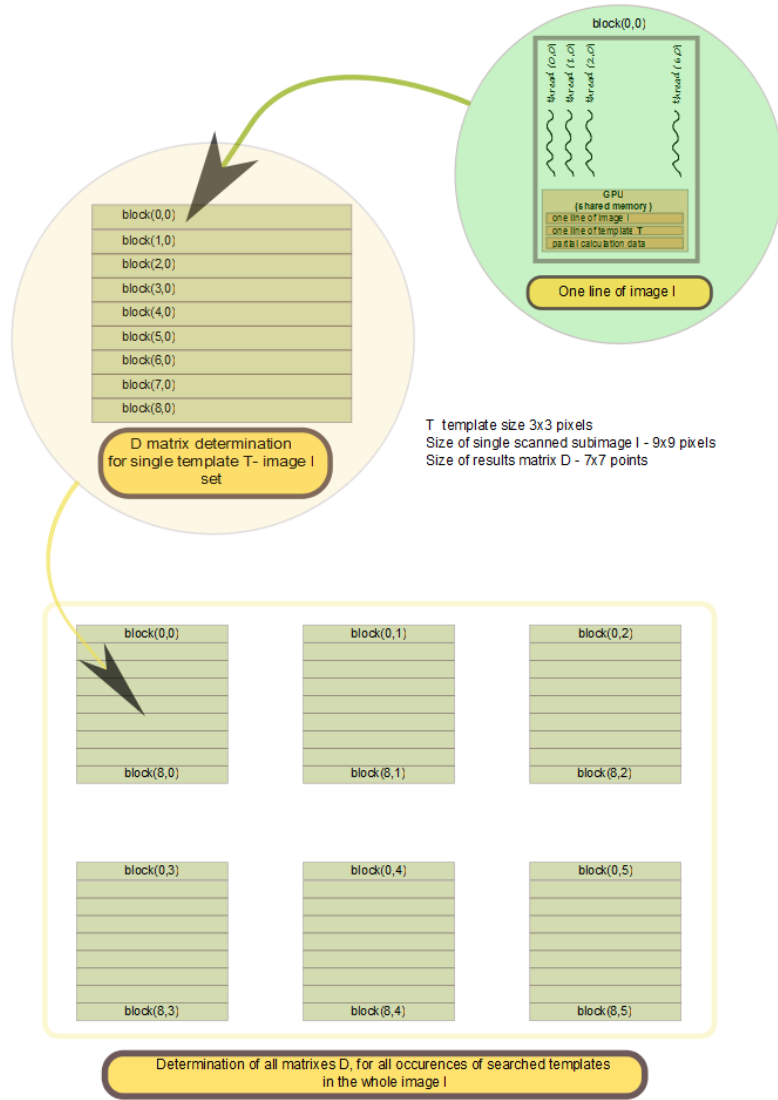 block(0,0)
thread (0,0)
thread (1,0)
thread (2,0)
thread (6,0)
GPU
(shared memory)
one line of image I
one line of template T
partial calculation data
One line of image I
block(0,0)
block(1,0)
block(2,0)
block(3,0)
block(4,0)
block(5,0)
block(6,0)
block(7,0)
block(8,0)
D matrix determination
for single template T- image I
set
T template size 3x3 pixels
Size of single scanned subimage I - 9x9 pixels
Size of results matrix D - 7x7 points
block(0,0)
block(0,1)
block(0,2)
block(8,0)
block(8,1)
block(8,2)
block(0,3)
block(0,4)
block(0,5)
block(8,3)
block(8,4)
block(8,5)
Determination of all matrixes D, for all occurences of searched templates
in the whole image I